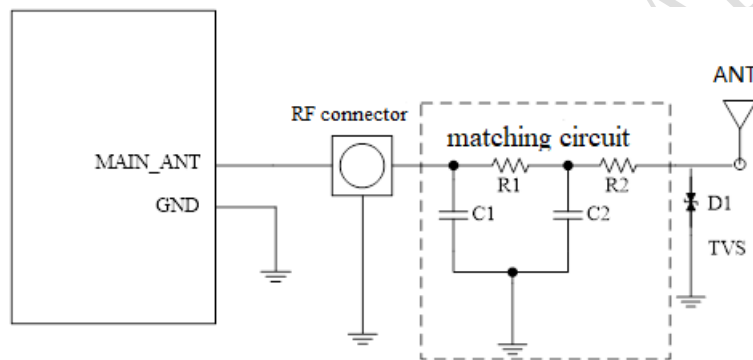 ANT
RF connector
matching circuit
MAIN_ANT
R1
R2
GND
C1
C2
D1
TVS